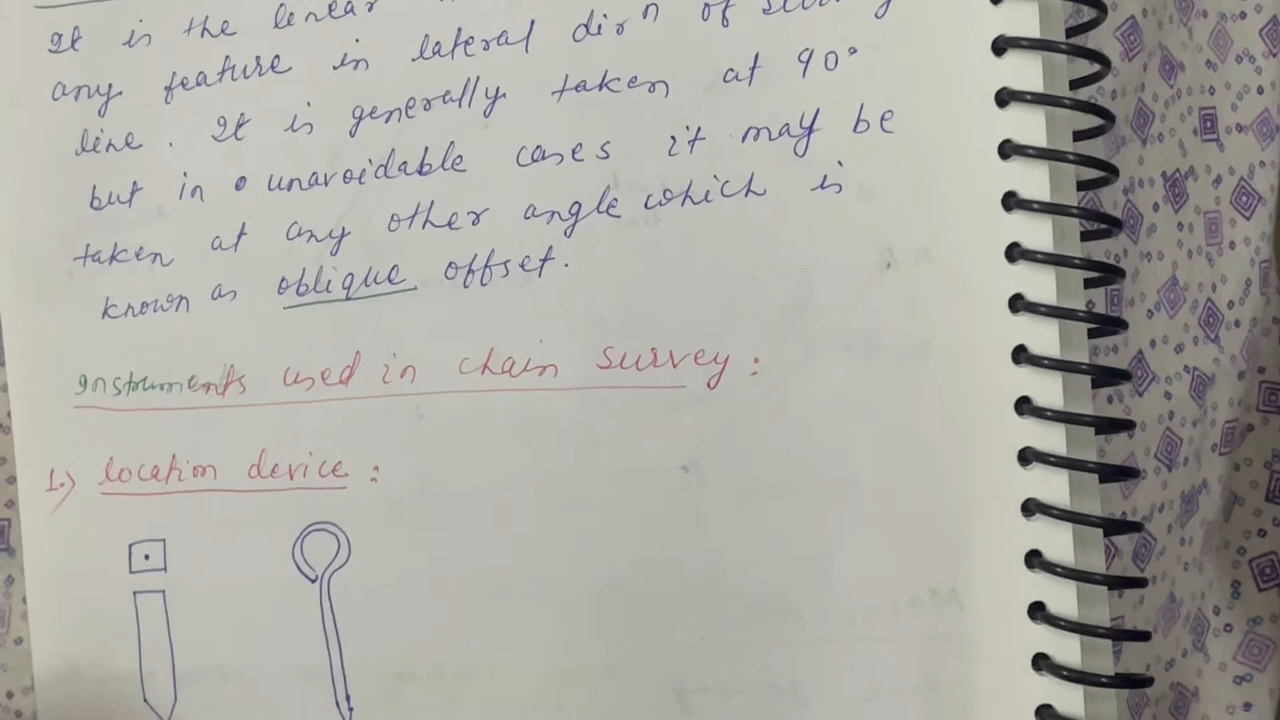 It is the linear
any feature in lateral dirn of survey
line. It is generally taken at 90°
but in unavoidable cases it may be
taken at any other angle which is
known as oblique offset.
Instruments used in chain survey:
1.) location device: